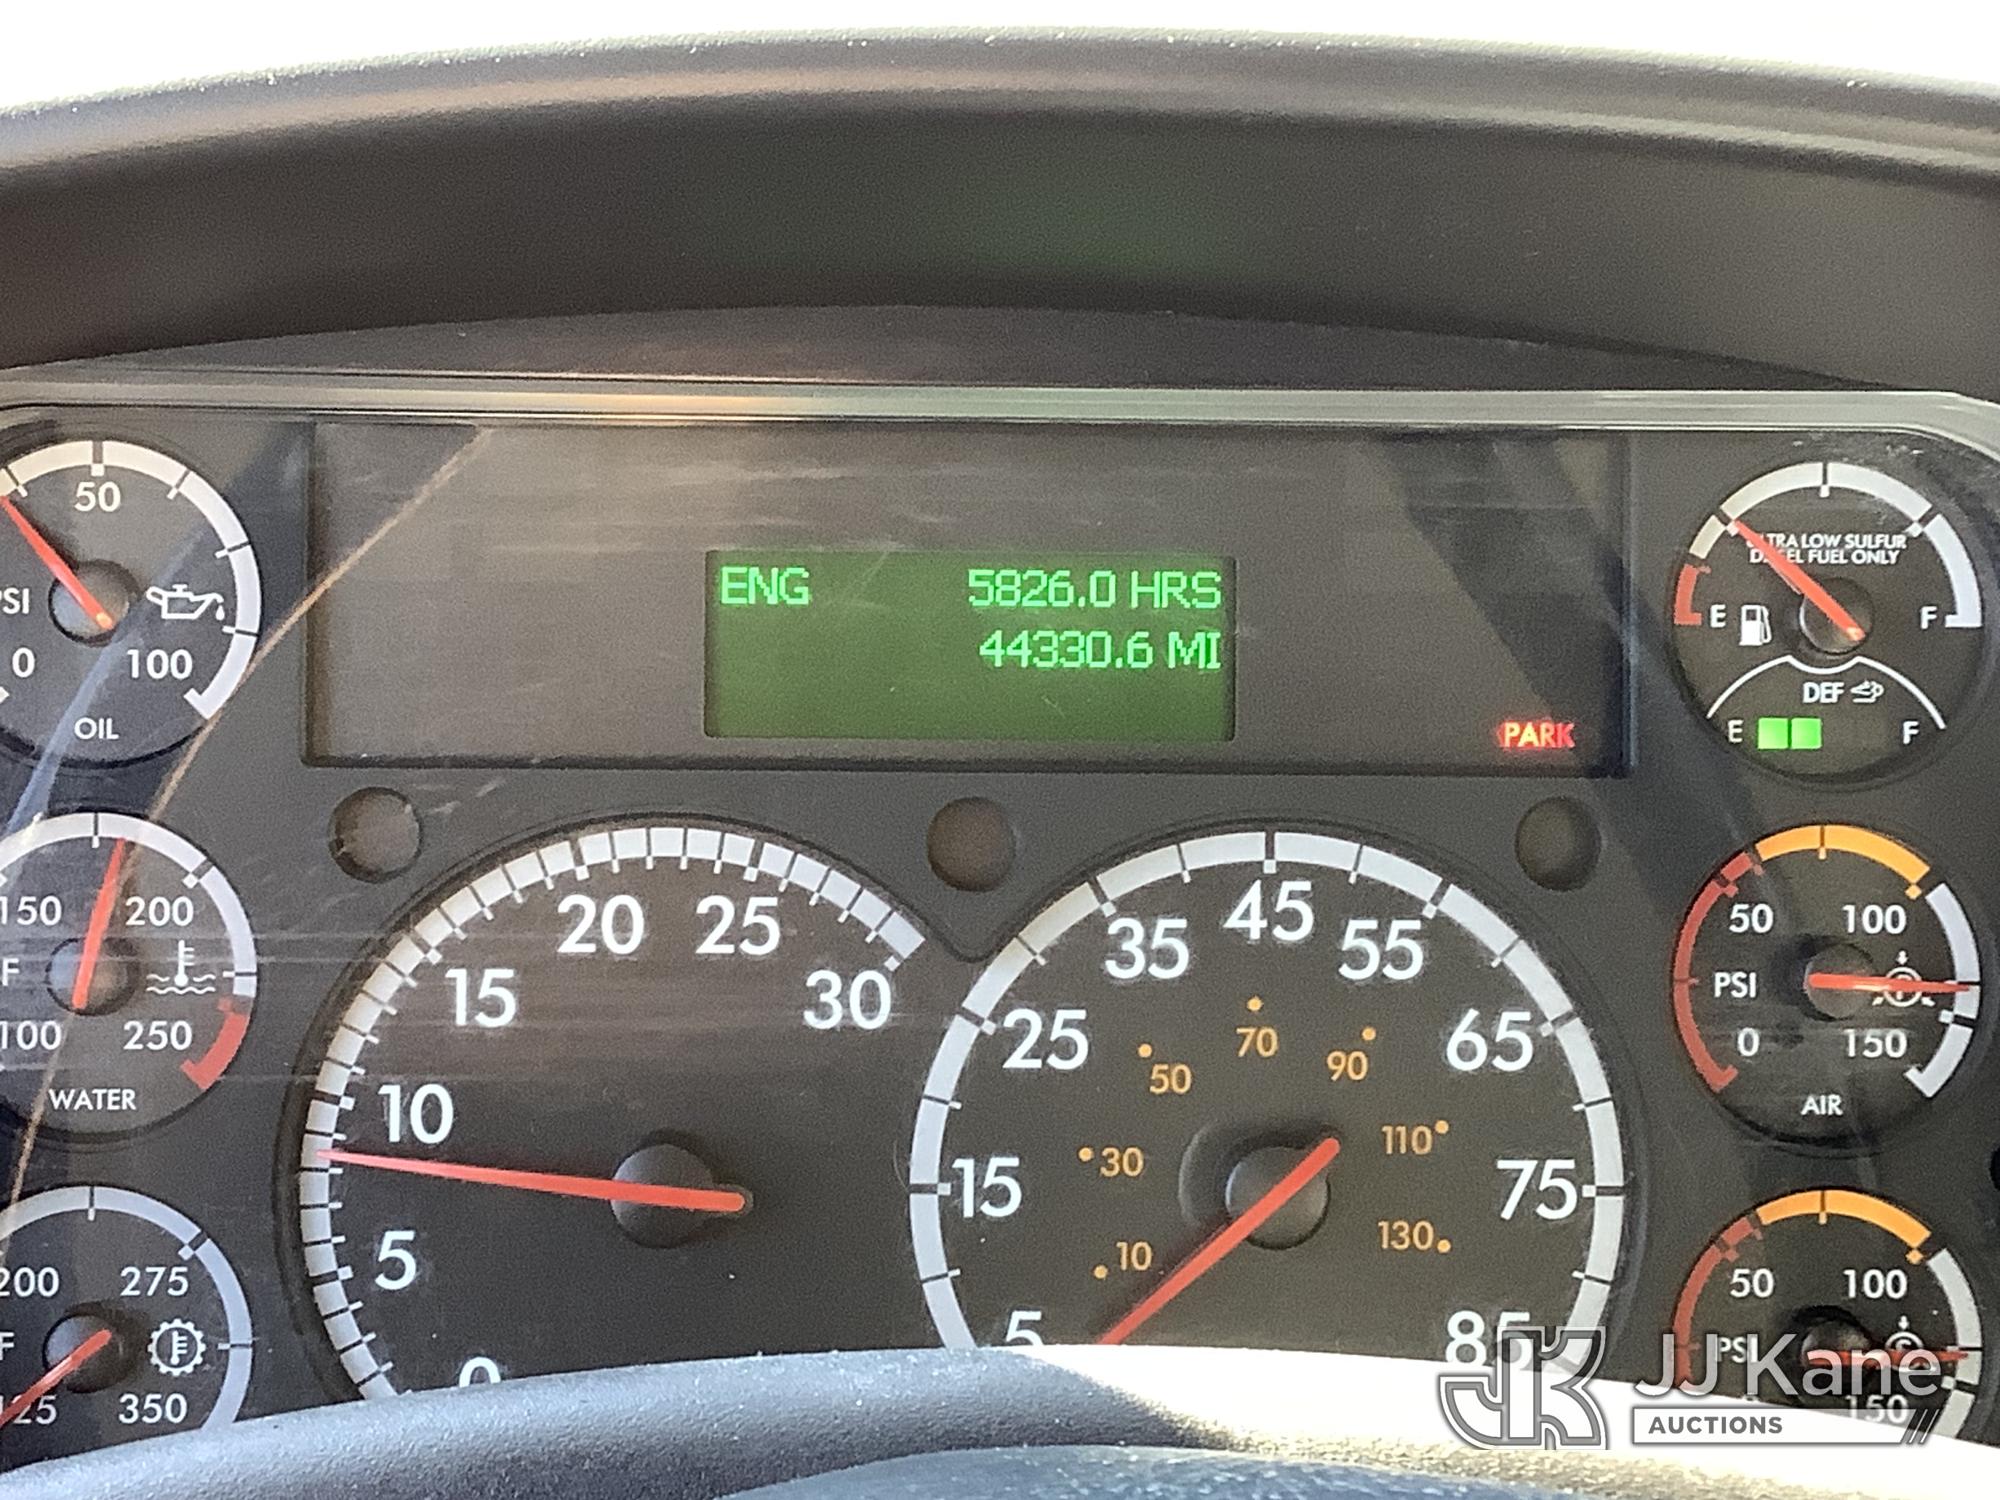 50
PSI
0
100
OIL
ENG 5826.0 HRS
44330.6 MI
PARK
ULTRA LOW SULFUR
DIESEL FUEL ONLY
E F
DEF
E F
150 200
F
100 250
WATER
200 275
F
125 350
0 5 10 15 20 25 30
5 15 25 35 45 55 65 75 85
10 30 50 70 90 110 130
50 100
PSI
0 150
AIR
50 100
PSI
150
JJ Kane
AUCTIONS